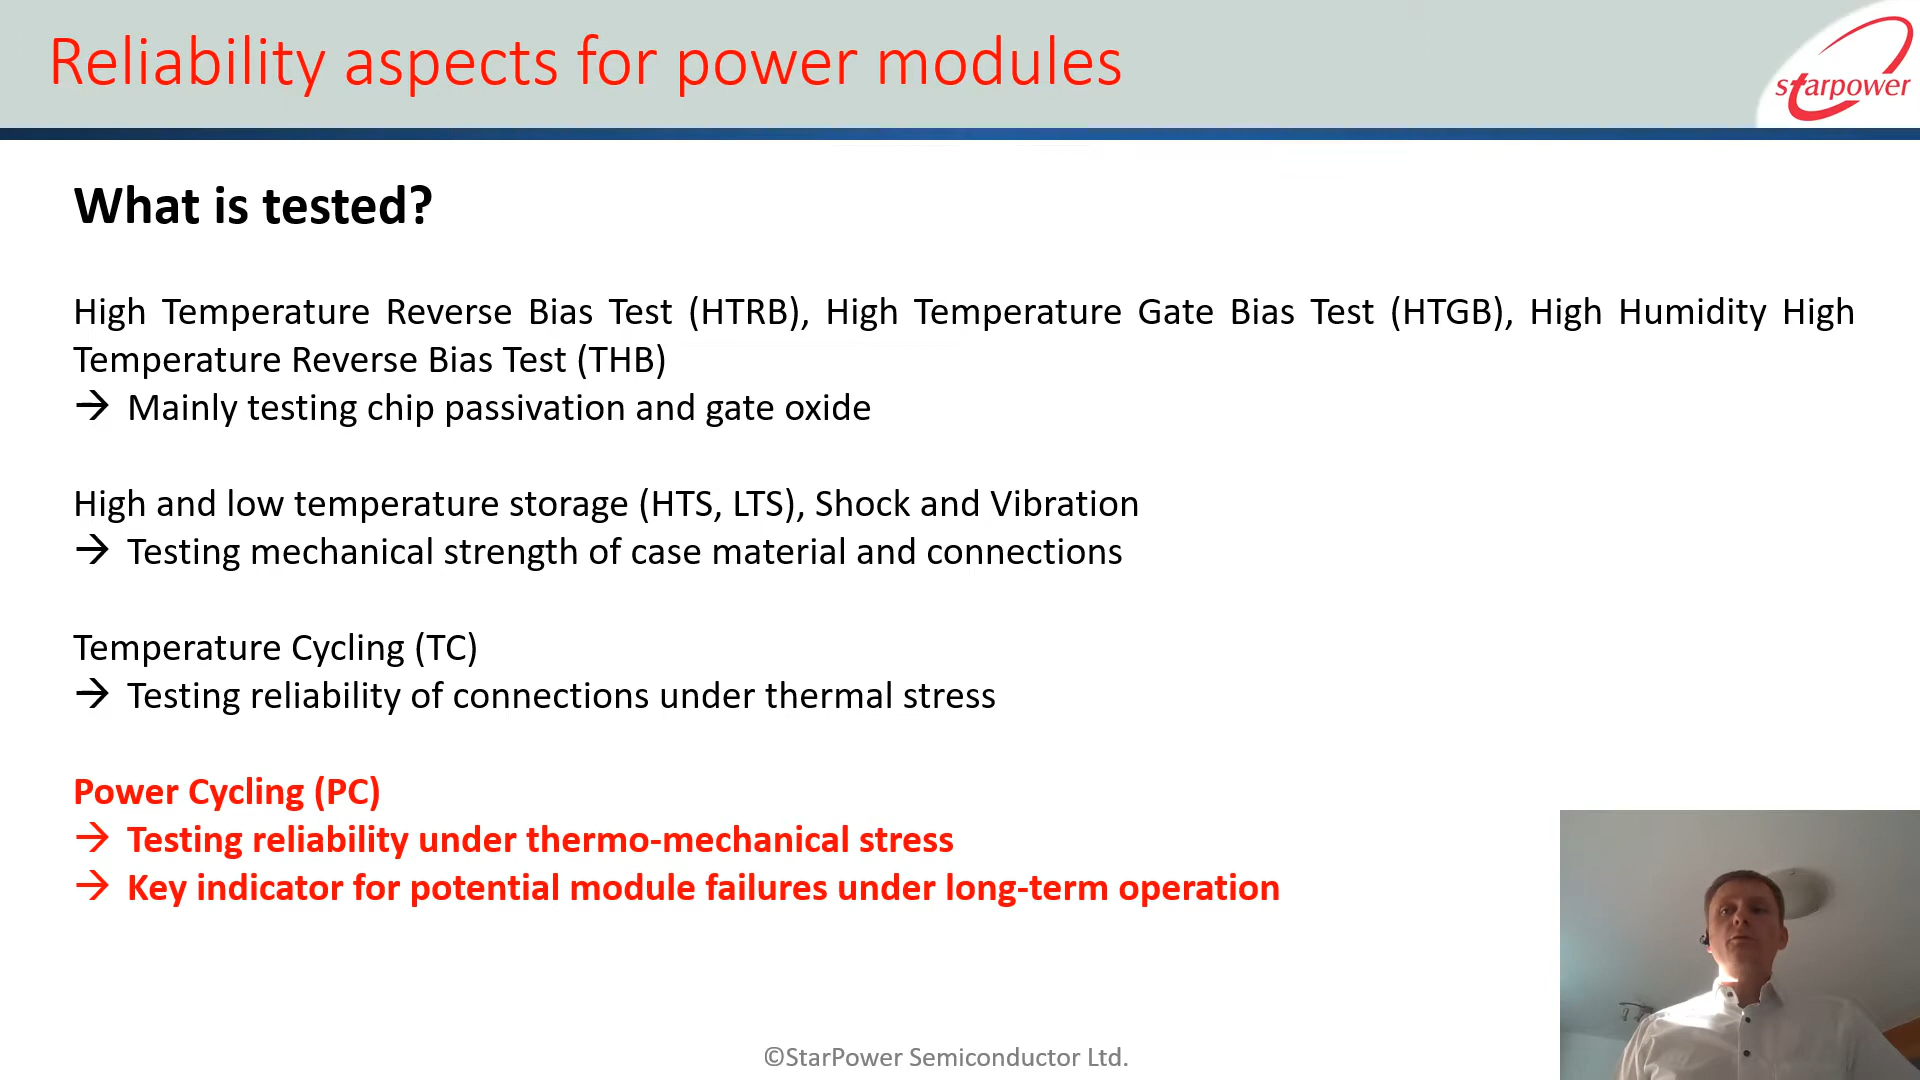 Reliability aspects for power modules
starpower
What is tested?
High Temperature Reverse Bias Test (HTRB), High Temperature Gate Bias Test (HTGB), High Humidity High
Temperature Reverse Bias Test (THB)
→ Mainly testing chip passivation and gate oxide
High and low temperature storage (HTS, LTS), Shock and Vibration
→ Testing mechanical strength of case material and connections
Temperature Cycling (TC)
→ Testing reliability of connections under thermal stress
Power Cycling (PC)
→ Testing reliability under thermo-mechanical stress
→ Key indicator for potential module failures under long-term operation
©StarPower Semiconductor Ltd.